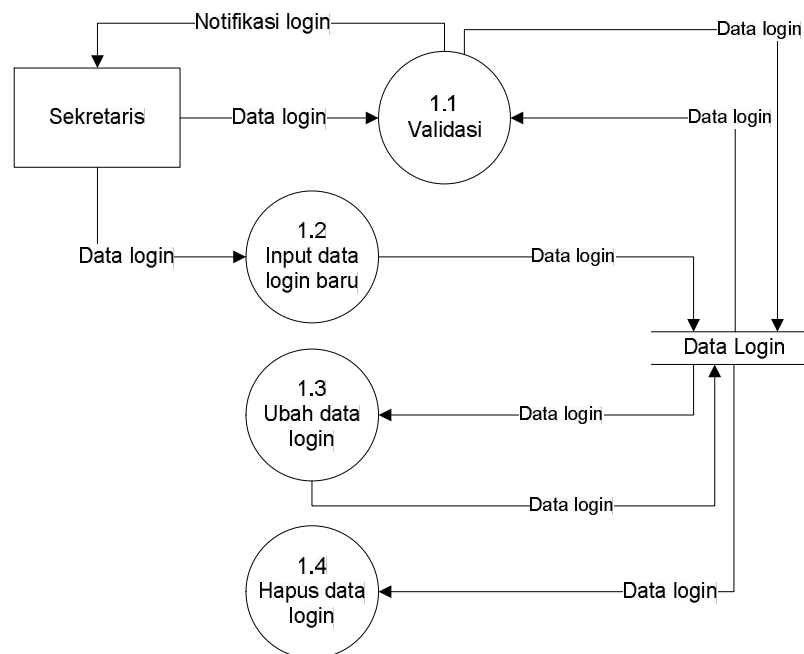 Notifikasi login
Data login
Sekretaris
Data login
1.1
Validasi
Data login
Data login
1.2
Input data
login baru
Data login
Data Login
1.3
Ubah data
login
Data login
Data login
1.4
Hapus data
login
Data login